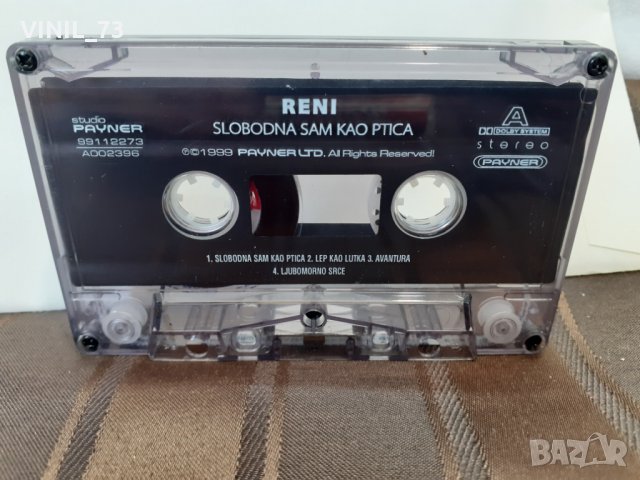 VINIL_73
RENI
SLOBODNA SAM KAO PTICA
studio
PAYNER
99112273
A002396
℗©1999 PAYNER LTD. All Rights Reserved!
A
DOLBY SYSTEM
stereo
PAYNER
1. SLOBODNA SAM KAO PTICA 2. LEP KAO LUTKA 3. AVANTURA
4. LJUBOMORNO SRCE
BAZAR